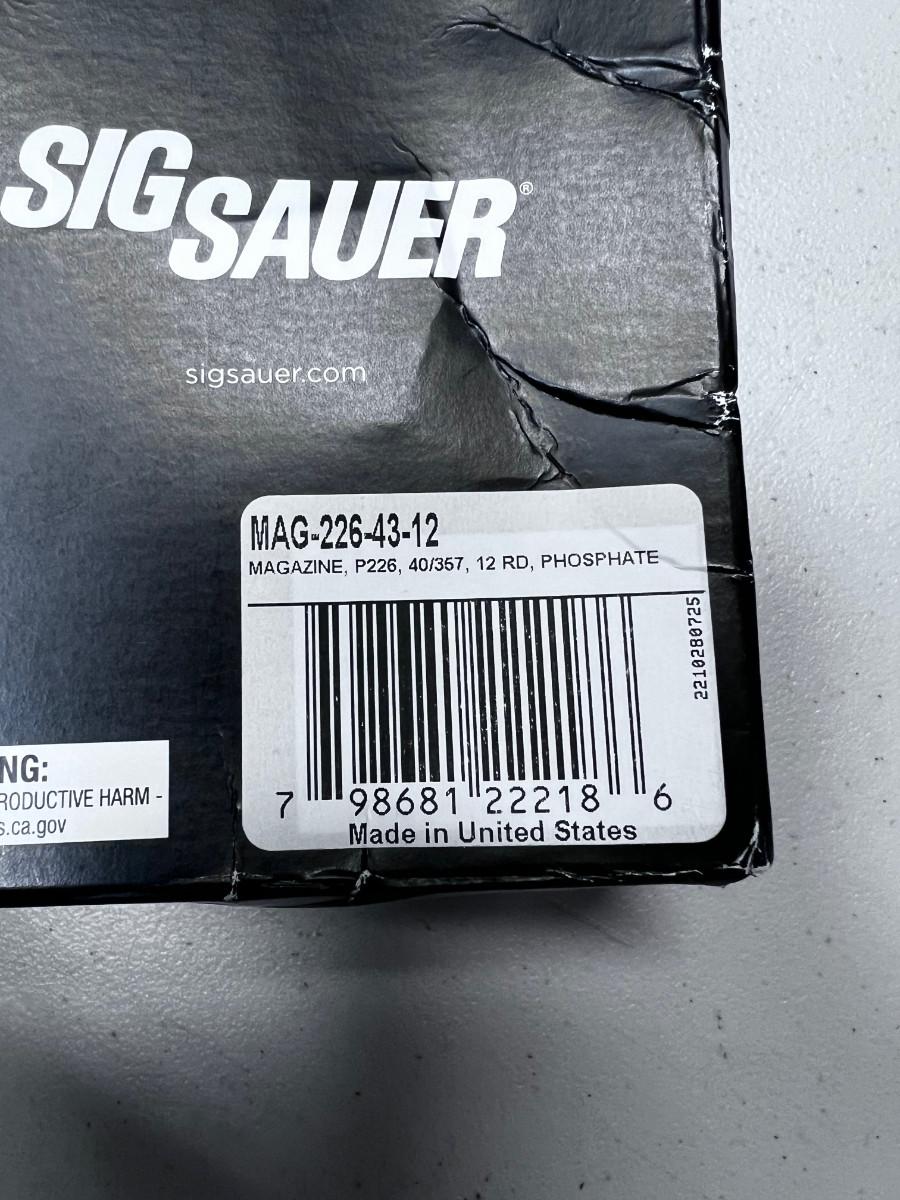 SIG SAUER®
sigsauer.com
MAG-226-43-12
MAGAZINE, P226, 40/357, 12 RD, PHOSPHATE
2210280725
7 98681 22218 6
Made in United States
NG:
RODUCTIVE HARM -
s.ca.gov